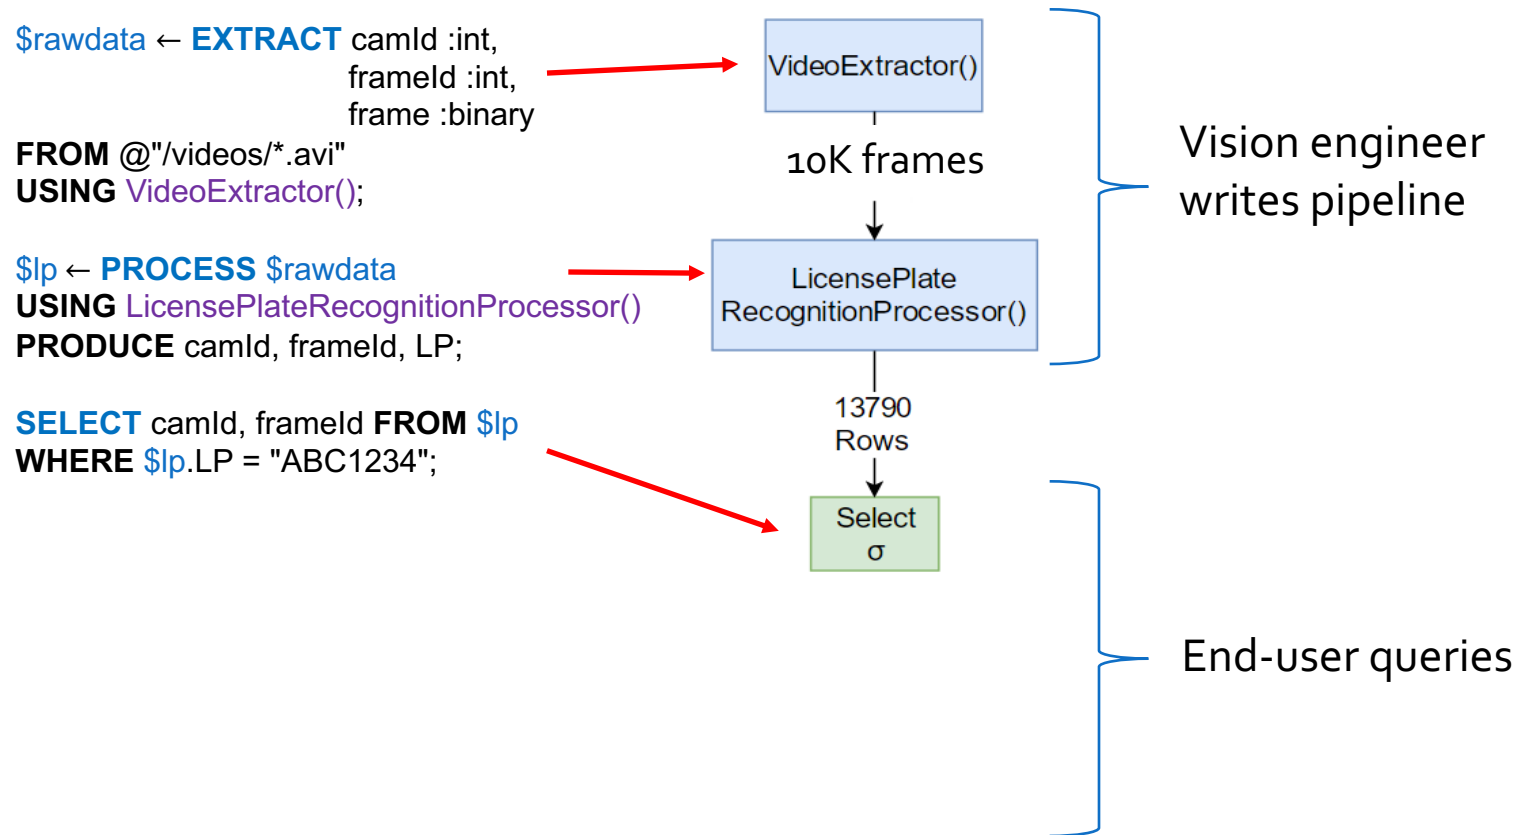 $rawdata ← EXTRACT camId :int,
frameId :int,
frame :binary
FROM @"/videos/*.avi"
USING VideoExtractor();
$lp ← PROCESS $rawdata
USING LicensePlateRecognitionProcessor()
PRODUCE camId, frameId, LP;
SELECT camId, frameId FROM $lp
WHERE $lp.LP = "ABC1234";
VideoExtractor()
10K frames
LicensePlate
RecognitionProcessor()
13790
Rows
Select
σ
Vision engineer
writes pipeline
End-user queries